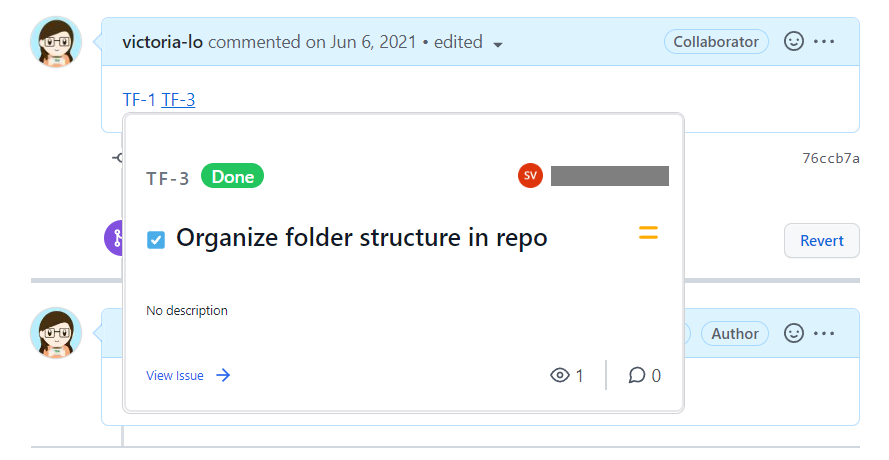 victoria-lo commented on Jun 6, 2021 • edited
Collaborator
TF-1 TF-3
76ccb7a
TF-3 Done
SV
Organize folder structure in repo
Revert
No description
Author
View Issue
1
0